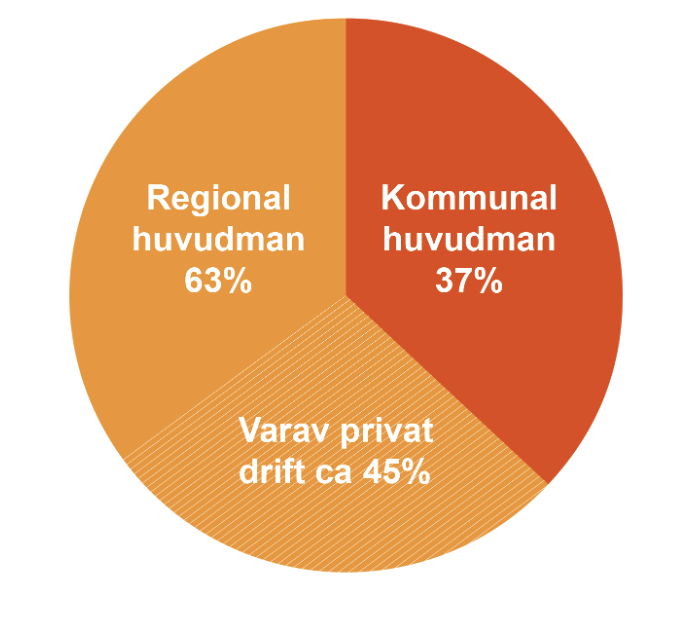 Regional
huvudman
63%
Kommunal
huvudman
37%
Varav privat
drift ca 45%